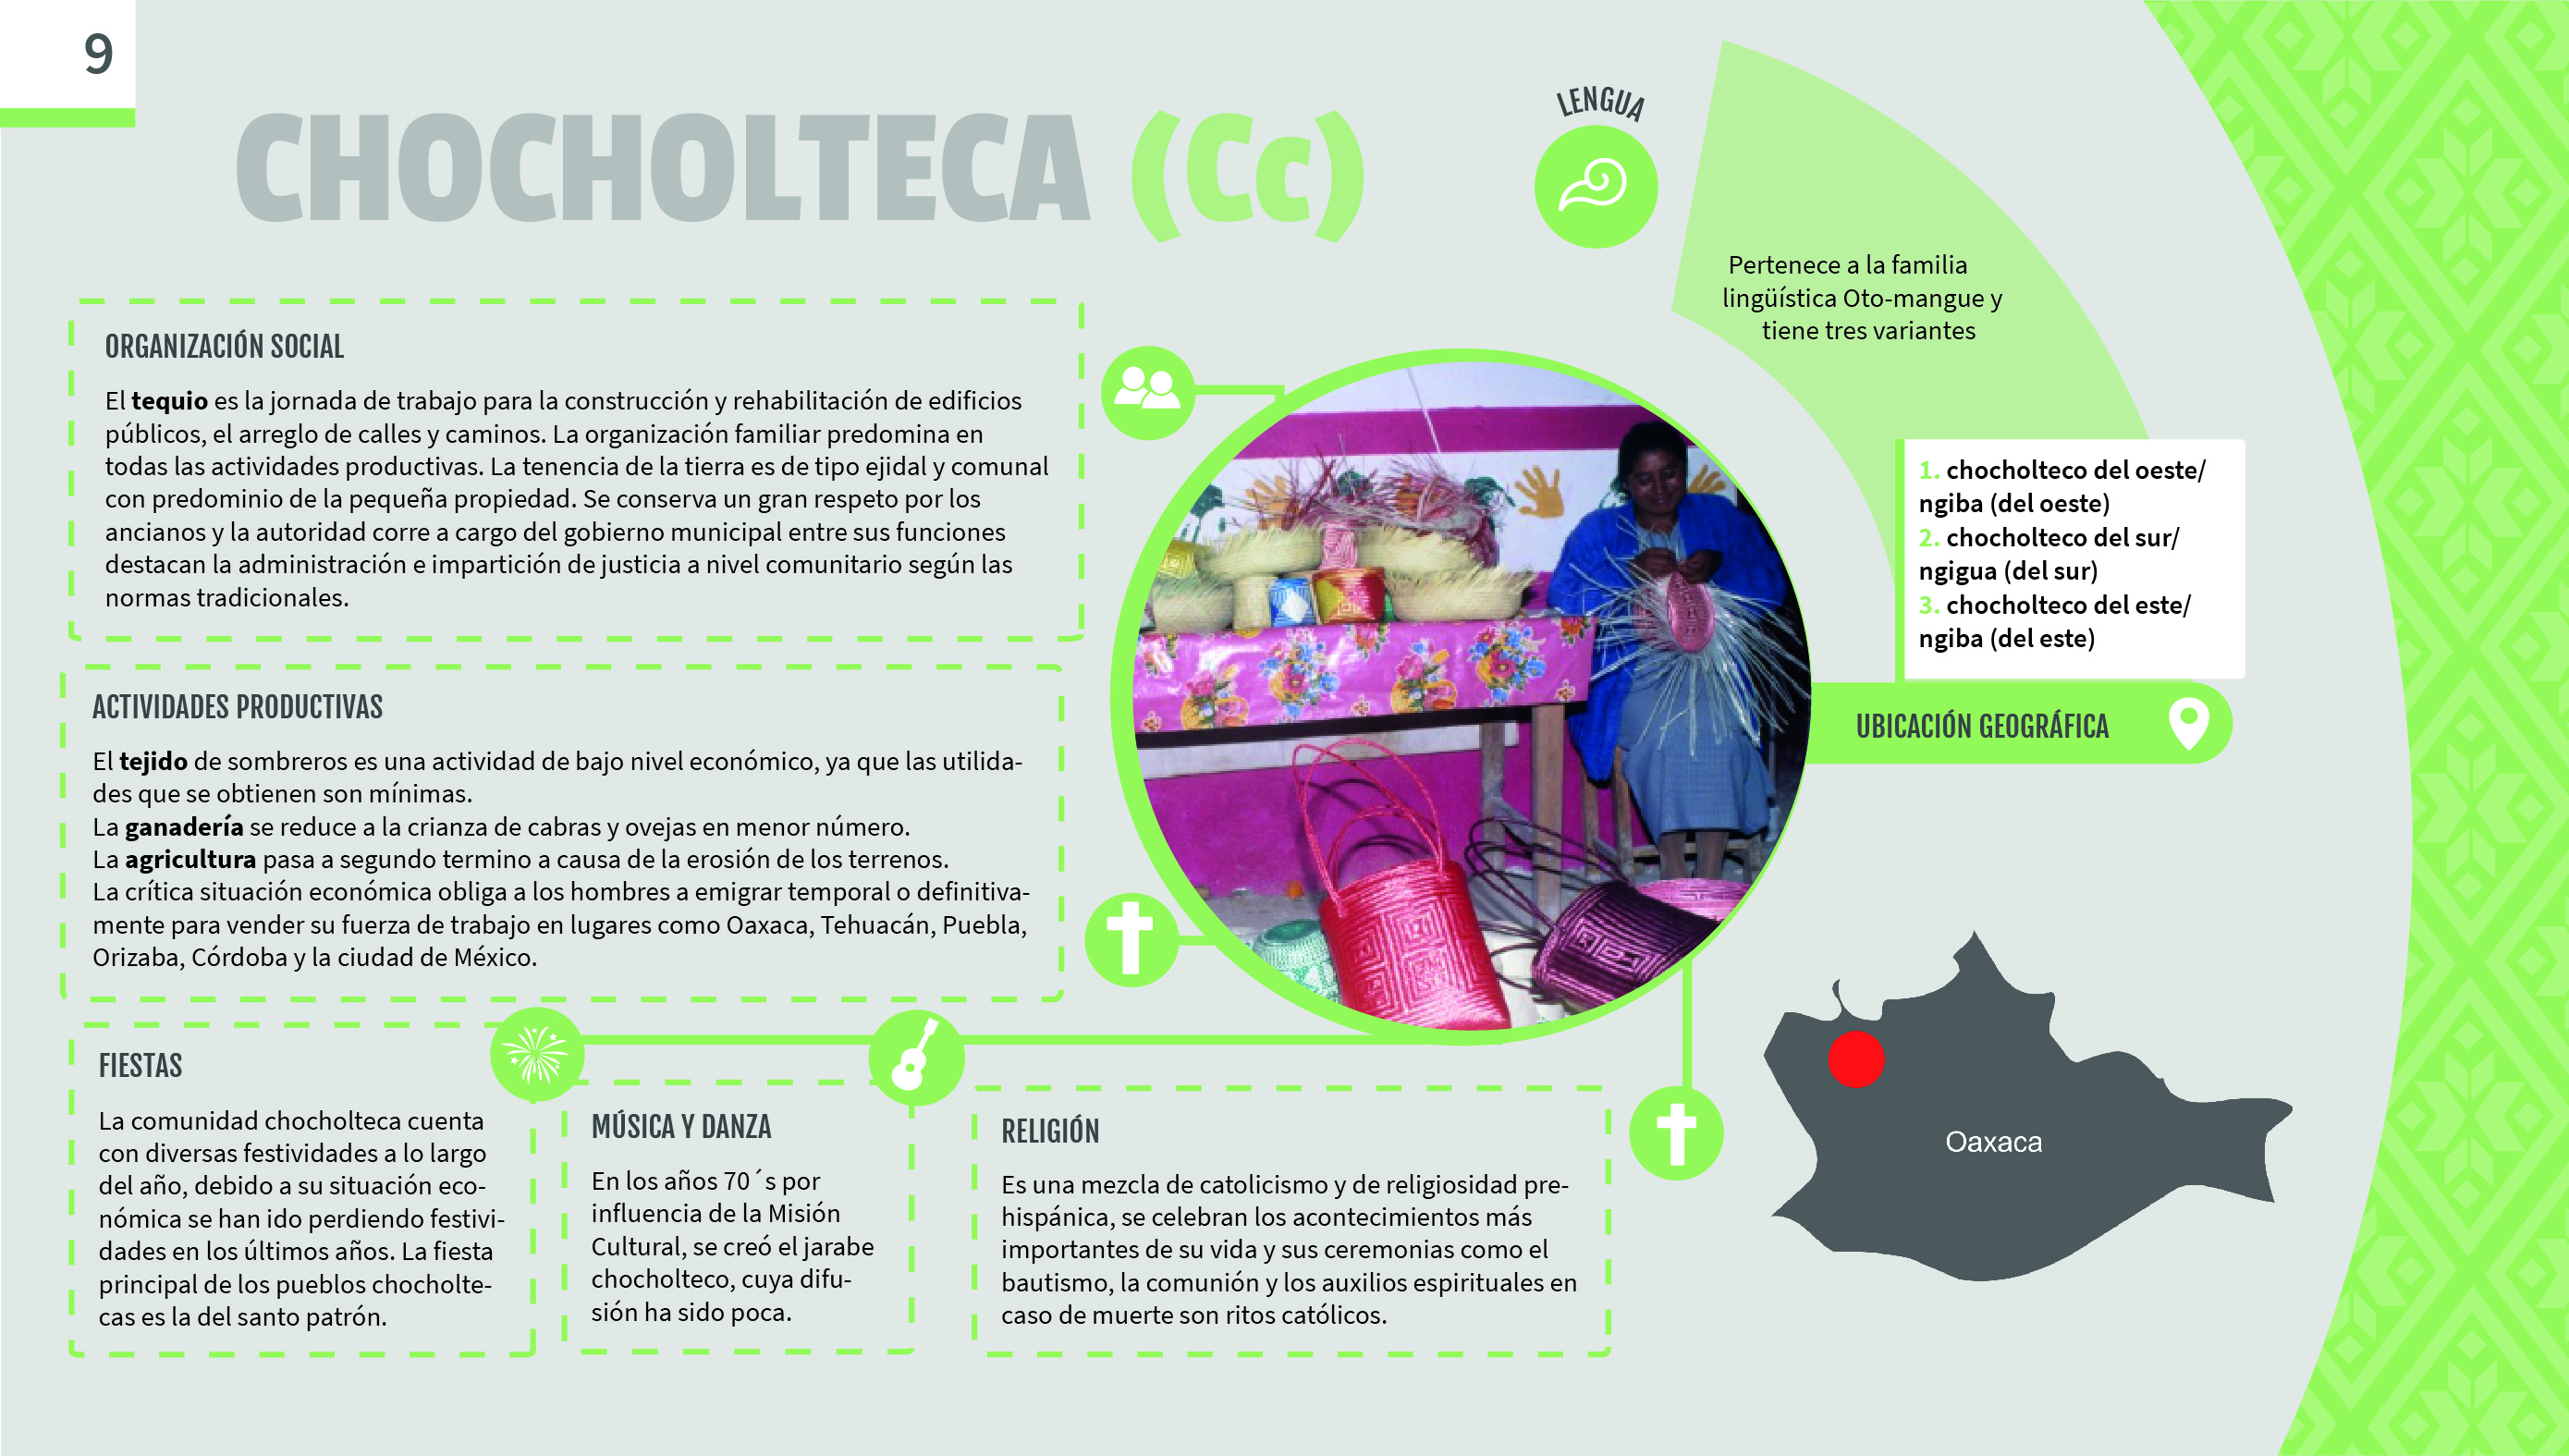 9
CHOCHOLTECA (Cc)
LENGUA
Pertenece a la familia
lingüística Oto-mangue y
tiene tres variantes
1. chocholteco del oeste/
ngiba (del oeste)
2. chocholteco del sur/
ngigua (del sur)
3. chocholteco del este/
ngiba (del este)
ORGANIZACIÓN SOCIAL
El tequio es la jornada de trabajo para la construcción y rehabilitación de edificios
públicos, el arreglo de calles y caminos. La organización familiar predomina en
todas las actividades productivas. La tenencia de la tierra es de tipo ejidal y comunal
con predominio de la pequeña propiedad. Se conserva un gran respeto por los
ancianos y la autoridad corre a cargo del gobierno municipal entre sus funciones
destacan la administración e impartición de justicia a nivel comunitario según las
normas tradicionales.
ACTIVIDADES PRODUCTIVAS
El tejido de sombreros es una actividad de bajo nivel económico, ya que las utilida-
des que se obtienen son mínimas.
La ganadería se reduce a la crianza de cabras y ovejas en menor número.
La agricultura pasa a segundo termino a causa de la erosión de los terrenos.
La crítica situación económica obliga a los hombres a emigrar temporal o definitiva-
mente para vender su fuerza de trabajo en lugares como Oaxaca, Tehuacán, Puebla,
Orizaba, Córdoba y la ciudad de México.
UBICACIÓN GEOGRÁFICA
Oaxaca
FIESTAS
La comunidad chocholteca cuenta
con diversas festividades a lo largo
del año, debido a su situación eco-
nómica se han ido perdiendo festivi-
dades en los últimos años. La fiesta
principal de los pueblos chocholte-
cas es la del santo patrón.
MÚSICA Y DANZA
En los años 70´s por
influencia de la Misión
Cultural, se creó el jarabe
chocholteco, cuya difu-
sión ha sido poca.
RELIGIÓN
Es una mezcla de catolicismo y de religiosidad pre-
hispánica, se celebran los acontecimientos más
importantes de su vida y sus ceremonias como el
bautismo, la comunión y los auxilios espirituales en
caso de muerte son ritos católicos.